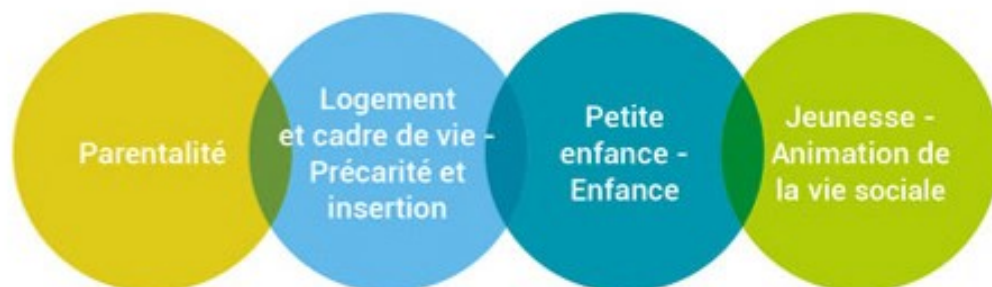 Parentalité
Logement
et cadre de vie -
Précarité et
insertion
Petite
enfance -
Enfance
Jeunesse -
Animation de
la vie sociale